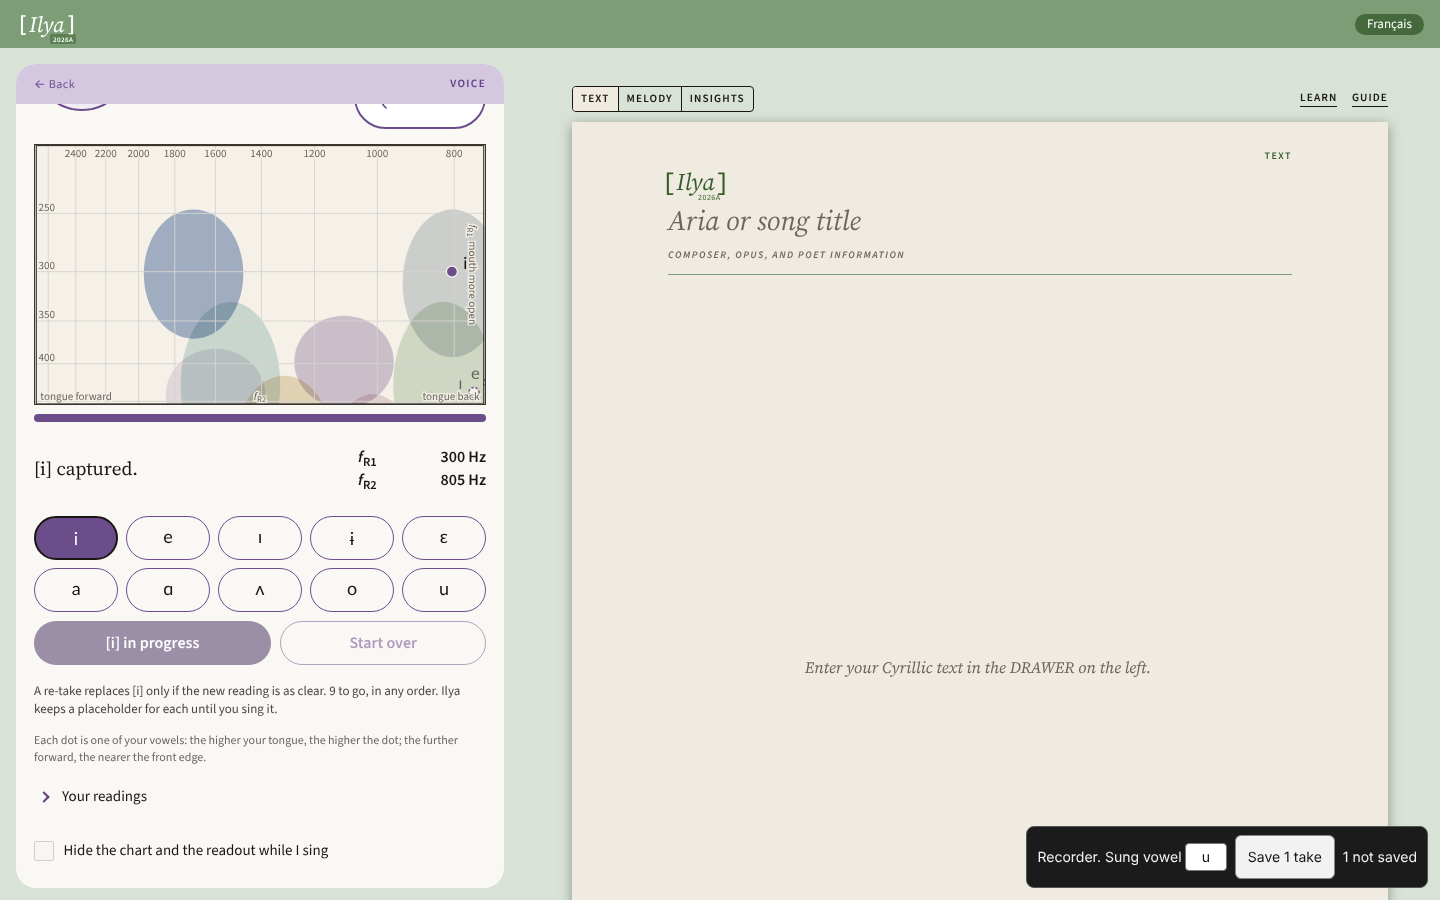 [Ilya]
2026A
Français
← Back
VOICE
2400 2200 2000 1800 1600 1400 1200 1000 800
250
300
350
400
fR1 mouth more open
i
e
tongue forward
fR2
tongue back
[i] captured.
fR1 300 Hz
fR2 805 Hz
i e ɪ ɨ ɛ
a ɑ ʌ o u
[i] in progress
Start over
A re-take replaces [i] only if the new reading is as clear. 9 to go, in any order. Ilya
keeps a placeholder for each until you sing it.
Each dot is one of your vowels: the higher your tongue, the higher the dot; the further
forward, the nearer the front edge.
Your readings
Hide the chart and the readout while I sing
TEXT MELODY INSIGHTS
LEARN GUIDE
TEXT
[Ilya]
2026A
Aria or song title
COMPOSER, OPUS, AND POET INFORMATION
Enter your Cyrillic text in the DRAWER on the left.
Recorder. Sung vowel u Save 1 take 1 not saved